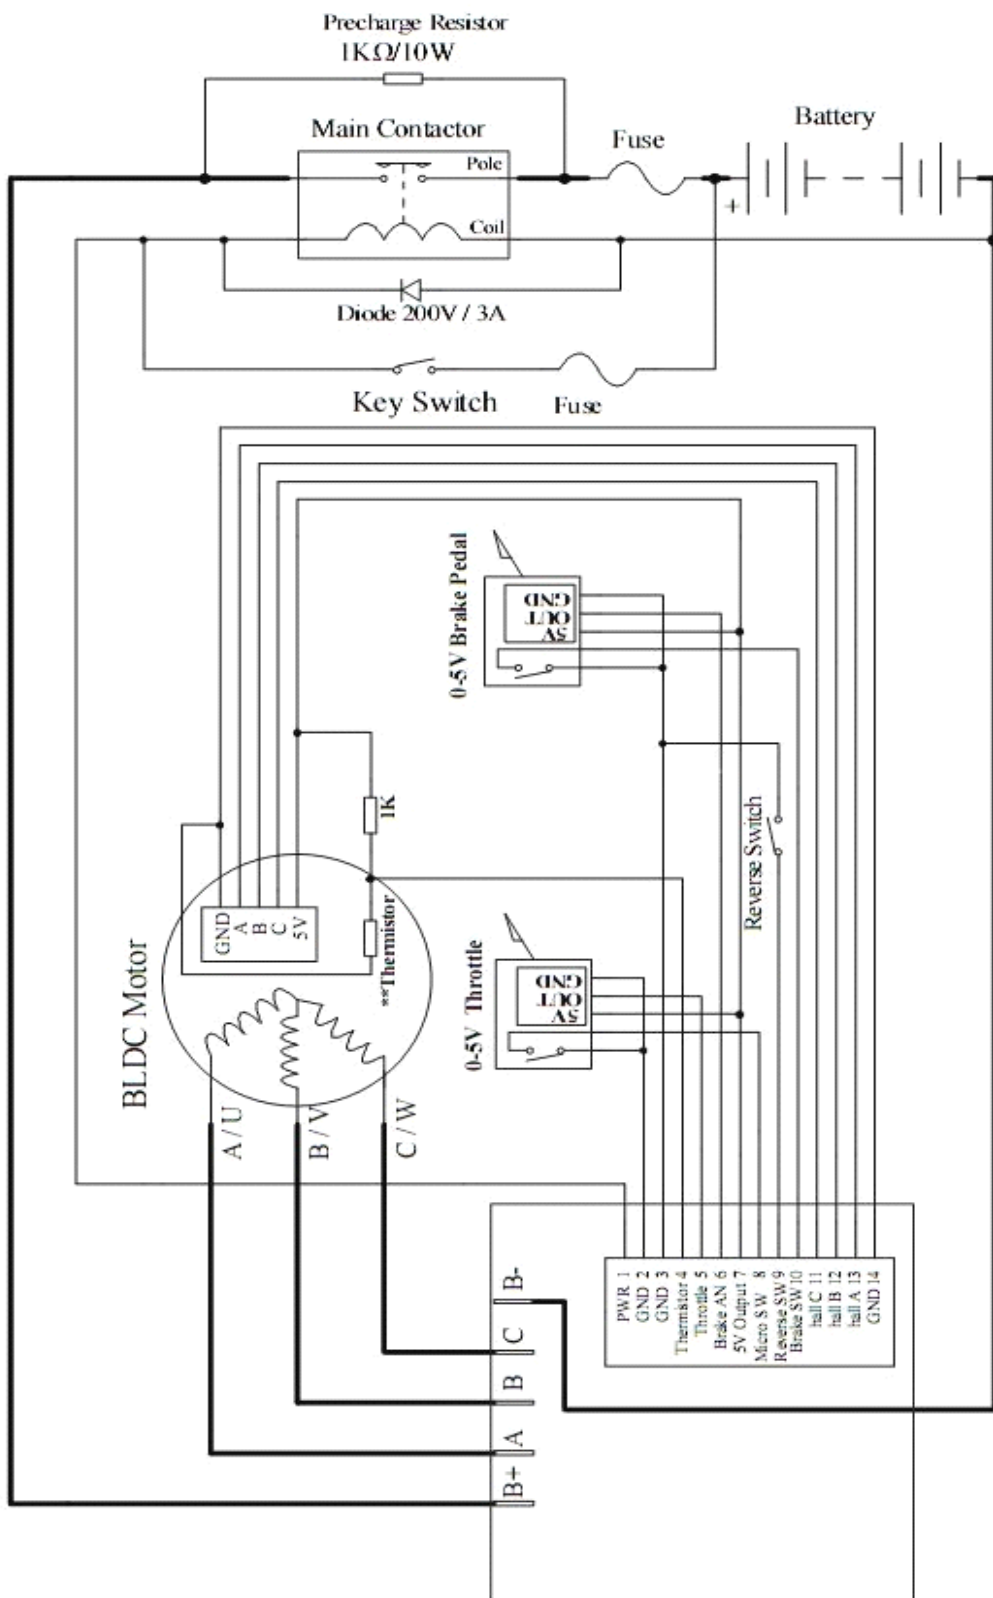 Precharge Resistor
1KΩ/10W
Main Contactor
Pole
Coil
Fuse
Battery
+
Diode 200V / 3A
Key Switch
Fuse
0-5V Brake Pedal
GND
OUT
5V
1K
Reverse Switch
BLDC Motor
GND
A
B
C
5V
**Thermistor
0-5V Throttle
GND
OUT
5V
A / U
B / V
C / W
B-
C
B
A
B+
PWR 1
GND 2
GND 3
Thermistor 4
Throttle 5
Brake AN 6
5V Output 7
Micro SW 8
Reverse SW 9
Brake SW 10
hall C 11
hall B 12
hall A 13
GND 14